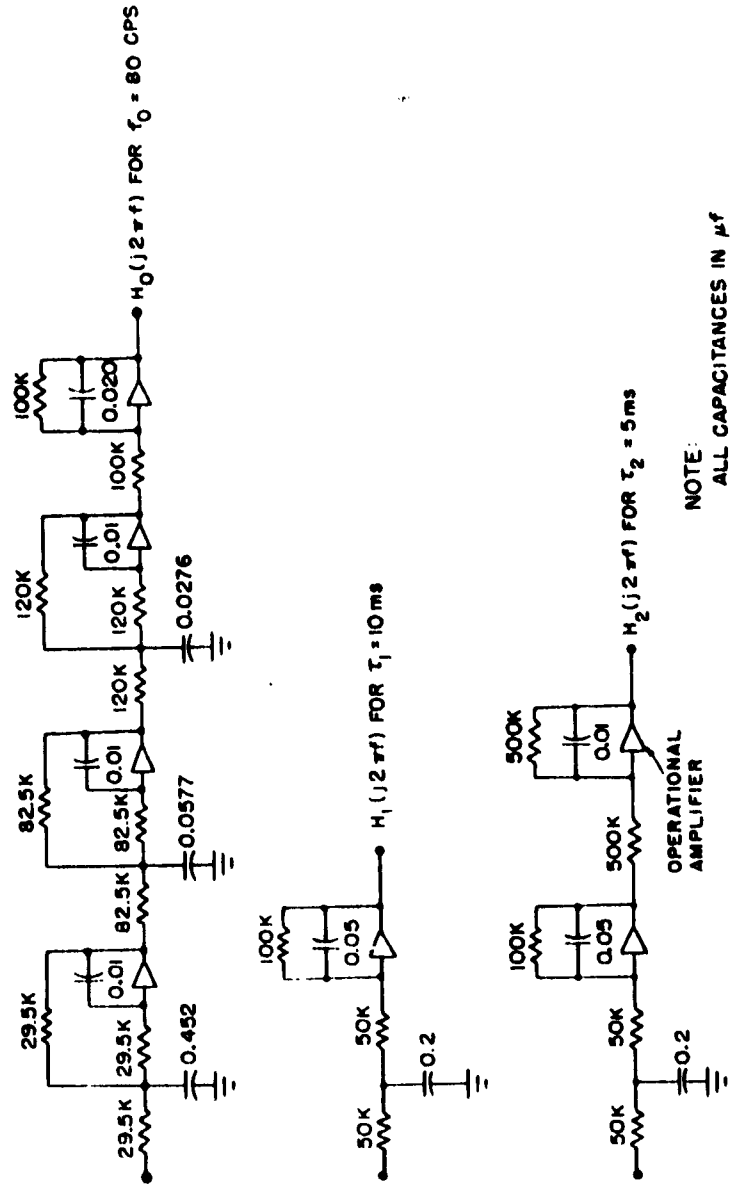 29.5K
29.5K
29.5K
0.01
0.452
82.5K
82.5K
82.5K
0.01
0.0577
120K
120K
120K
0.01
0.0276
100K
100K
0.020
H₀(j2πf) FOR f₀ = 80 CPS
50K
50K
0.2
100K
0.05
H₁(j2πf) FOR τ₁ = 10ms
50K
50K
0.2
100K
0.05
500K
500K
0.01
OPERATIONAL
AMPLIFIER
H₂(j2πf) FOR τ₂ = 5ms
NOTE:
ALL CAPACITANCES IN μf